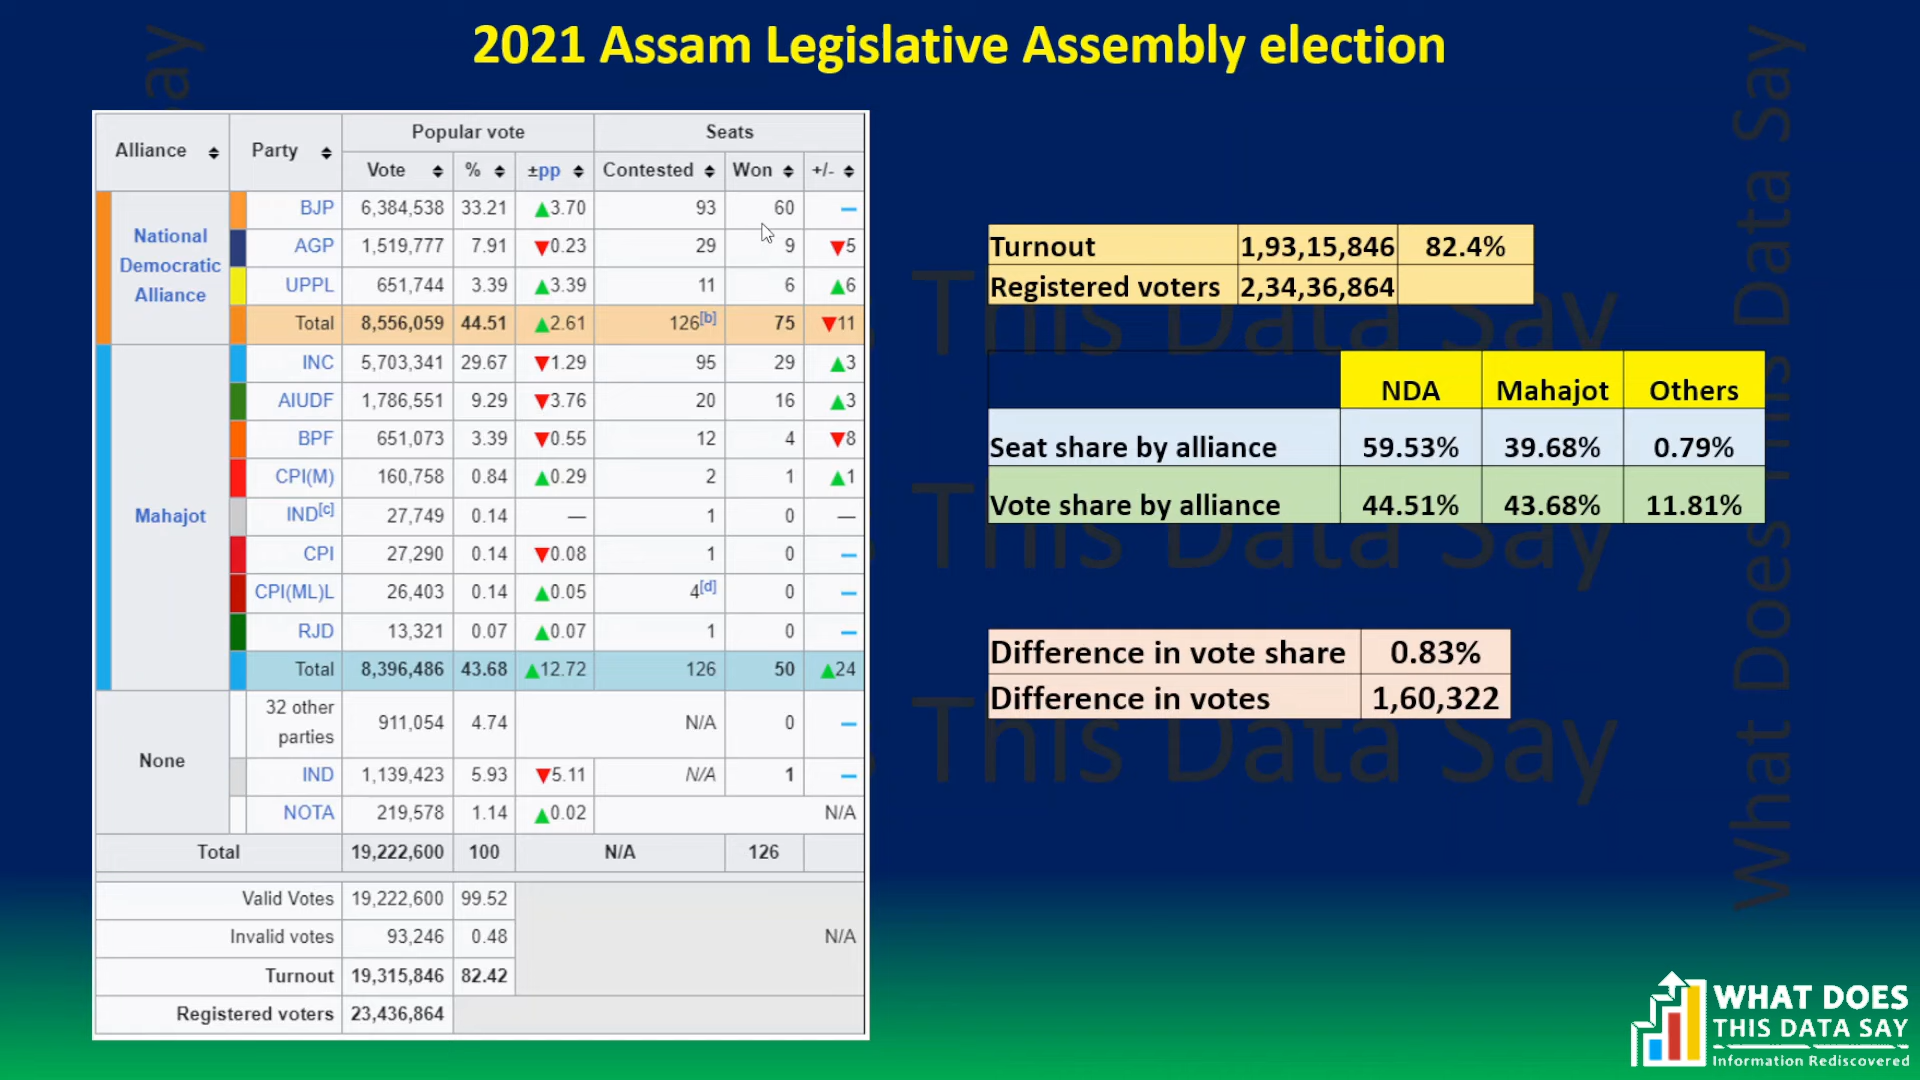 2021 Assam Legislative Assembly election
Alliance Party Popular vote Seats
Vote % ±pp Contested Won +/-
National Democratic Alliance
BJP 6,384,538 33.21 ▲3.70 93 60 –
AGP 1,519,777 7.91 ▼0.23 29 9 ▼5
UPPL 651,744 3.39 ▲3.39 11 6 ▲6
Total 8,556,059 44.51 ▲2.61 126[b] 75 ▼11
Mahajot
INC 5,703,341 29.67 ▼1.29 95 29 ▲3
AIUDF 1,786,551 9.29 ▼3.76 20 16 ▲3
BPF 651,073 3.39 ▼0.55 12 4 ▼8
CPI(M) 160,758 0.84 ▲0.29 2 1 ▲1
IND[c] 27,749 0.14 — 1 0 —
CPI 27,290 0.14 ▼0.08 1 0 –
CPI(ML)L 26,403 0.14 ▲0.05 4[d] 0 –
RJD 13,321 0.07 ▲0.07 1 0 –
Total 8,396,486 43.68 ▲12.72 126 50 ▲24
None
32 other parties 911,054 4.74 N/A 0 –
IND 1,139,423 5.93 ▼5.11 N/A 1 –
NOTA 219,578 1.14 ▲0.02 N/A
Total 19,222,600 100 N/A 126
Valid Votes 19,222,600 99.52
Invalid votes 93,246 0.48 N/A
Turnout 19,315,846 82.42
Registered voters 23,436,864
Turnout 1,93,15,846 82.4%
Registered voters 2,34,36,864
NDA Mahajot Others
Seat share by alliance 59.53% 39.68% 0.79%
Vote share by alliance 44.51% 43.68% 11.81%
Difference in vote share 0.83%
Difference in votes 1,60,322
say
s This Data Say
s This Data Say
s This Data Say
What Does This Data Say
WHAT DOES
THIS DATA SAY
Information Rediscovered